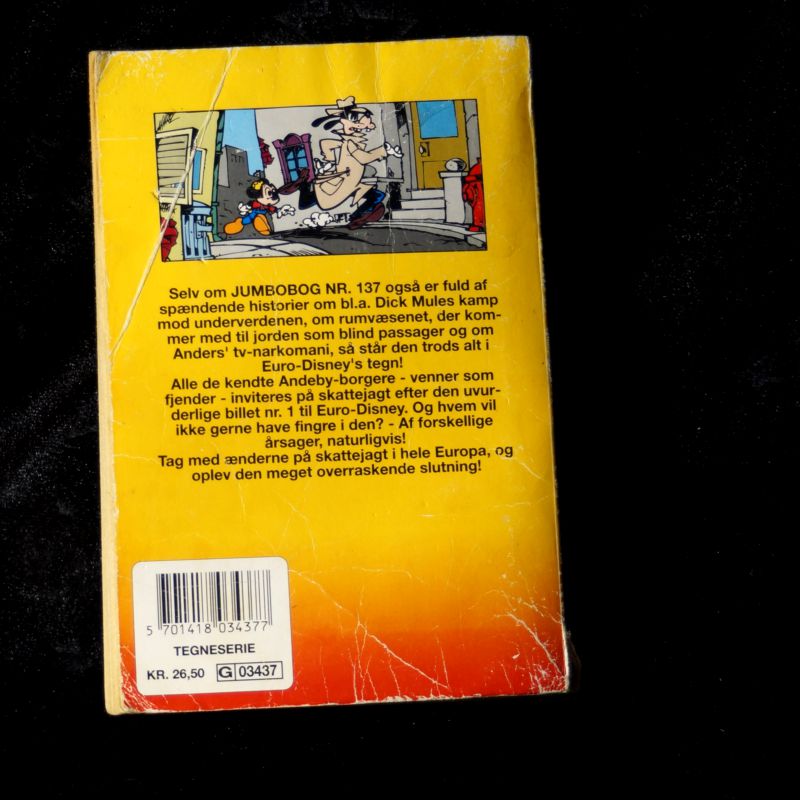 Selv om JUMBOBOG NR. 137 også er fuld af
spændende historier om bl.a. Dick Mules kamp
mod underverdenen, om rumvæsenet, der kom-
mer med til jorden som blind passager og om
Anders' tv-narkomani, så står den trods alt i
Euro-Disney's tegn!
Alle de kendte Andeby-borgere - venner som
fjender - inviteres på skattejagt efter den uvur-
derlige billet nr. 1 til Euro-Disney. Og hvem vil
ikke gerne have fingre i den? - Af forskellige
årsager, naturligvis!
Tag med ænderne på skattejagt i hele Europa, og
oplev den meget overraskende slutning!
5 701418 034377
TEGNESERIE
KR. 26,50 G 03437